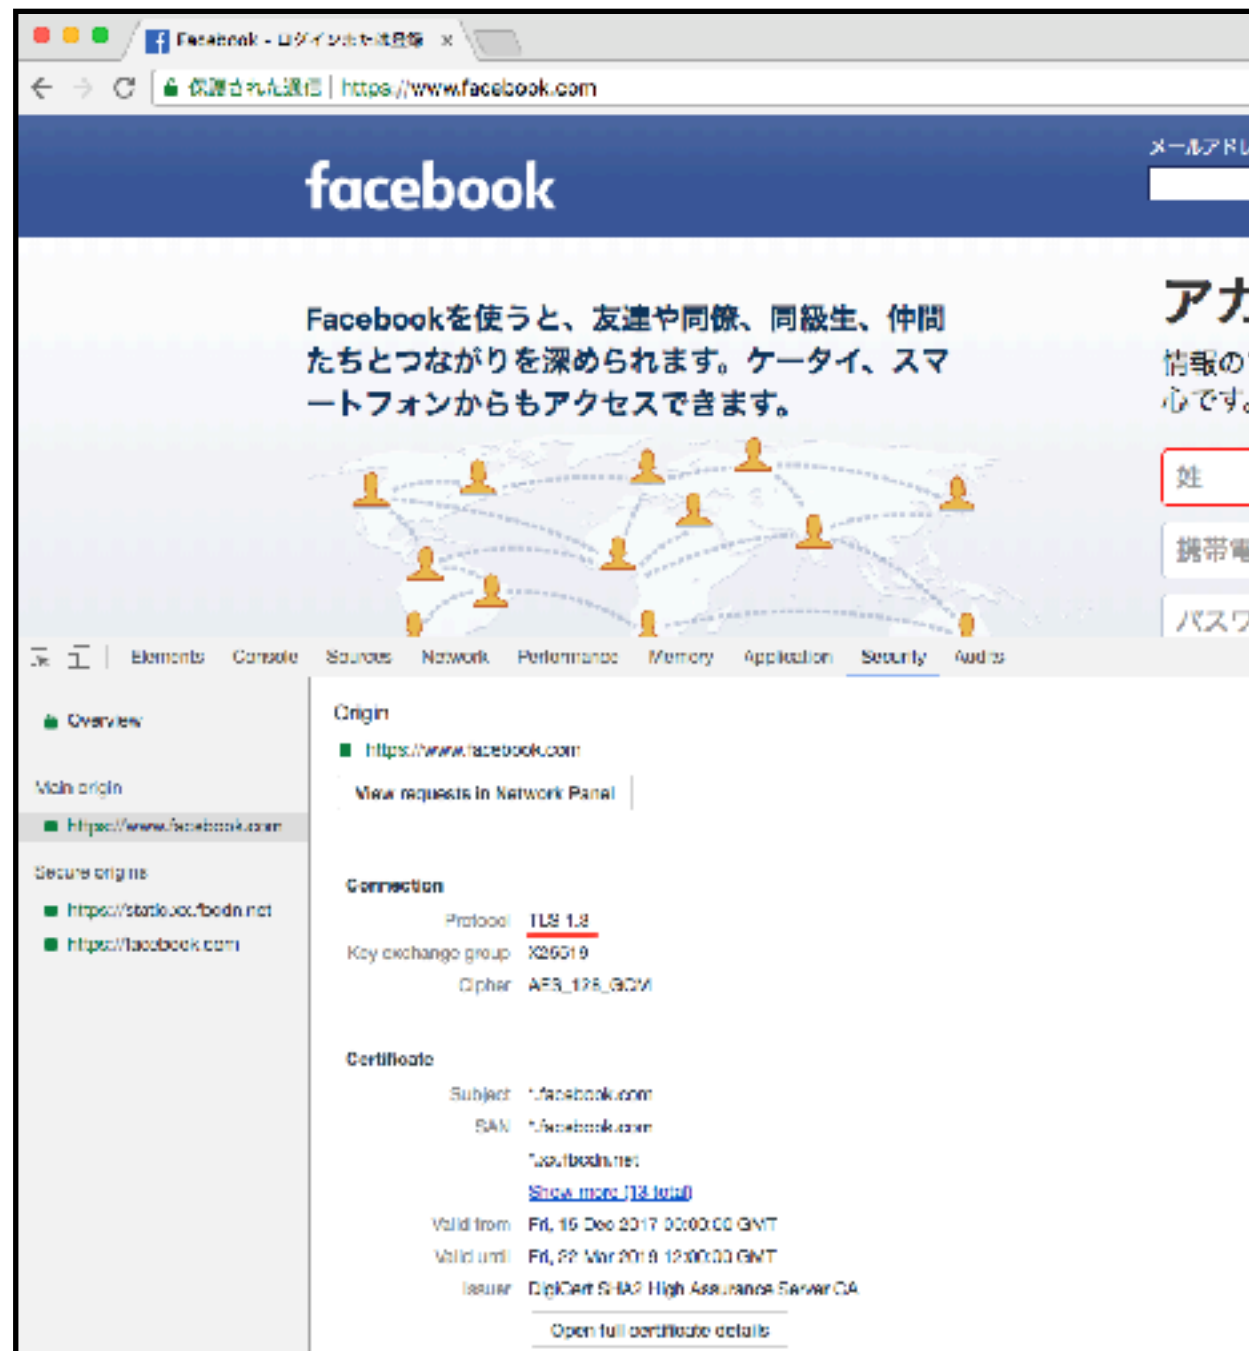 Facebook - ログインまたは登録
保護された通信 | https://www.facebook.com
メールアドレ
facebook
アカ
Facebookを使うと、友達や同僚、同級生、仲間
たちとつながりを深められます。ケータイ、スマ
ートフォンからもアクセスできます。
情報の
心です。
姓
携帯電
パスワ
Elements Console Sources Network Performance Memory Application Security Audits
Overview
Main origin
https://www.facebook.com
Secure origins
https://static.xx.fbcdn.net
https://facebook.com
Origin
https://www.facebook.com
View requests in Network Panel
Connection
Protocol TLS 1.3
Key exchange group X25519
Cipher AES_128_GCM
Certificate
Subject *.facebook.com
SAN *.facebook.com
*.xx.fbcdn.net
Show more (13 total)
Valid from Fri, 15 Dec 2017 00:00:00 GMT
Valid until Fri, 22 Mar 2019 12:00:00 GMT
Issuer DigiCert SHA2 High Assurance Server CA
Open full certificate details